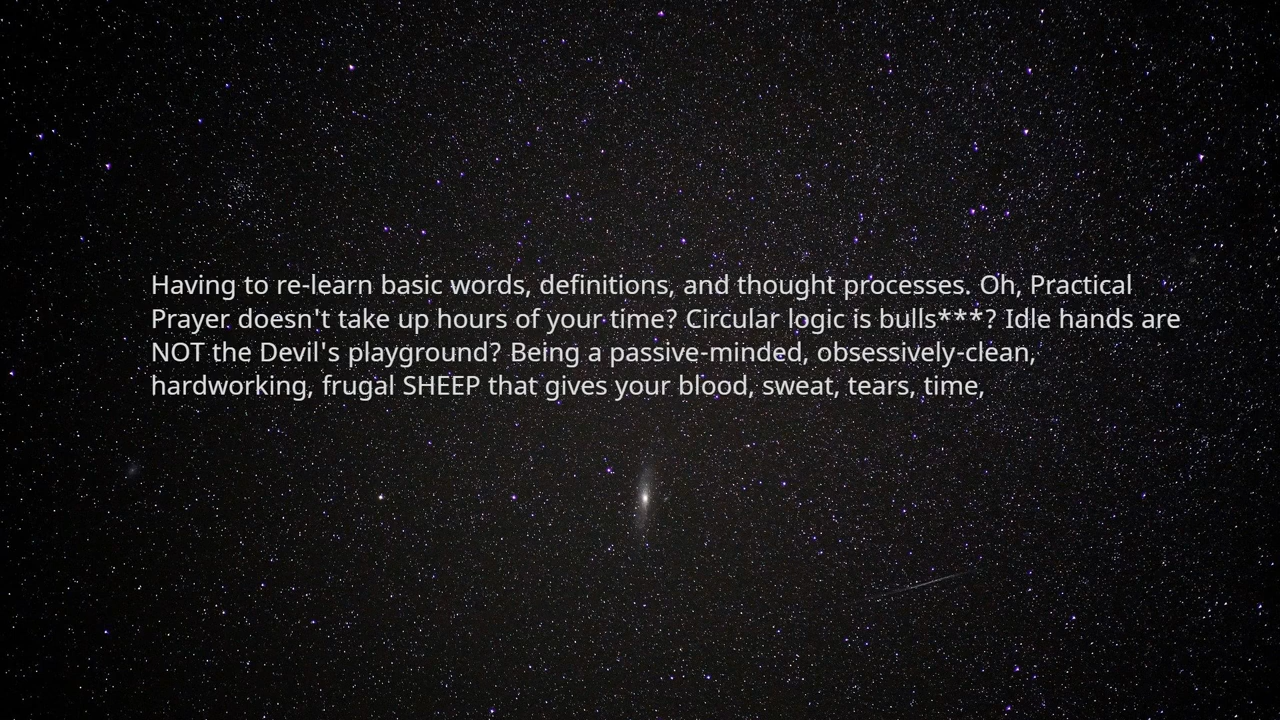 Having to re-learn basic words, definitions, and thought processes. Oh, Practical
Prayer doesn't take up hours of your time? Circular logic is bulls***? Idle hands are
NOT the Devil's playground? Being a passive-minded, obsessively-clean,
hardworking, frugal SHEEP that gives your blood, sweat, tears, time,